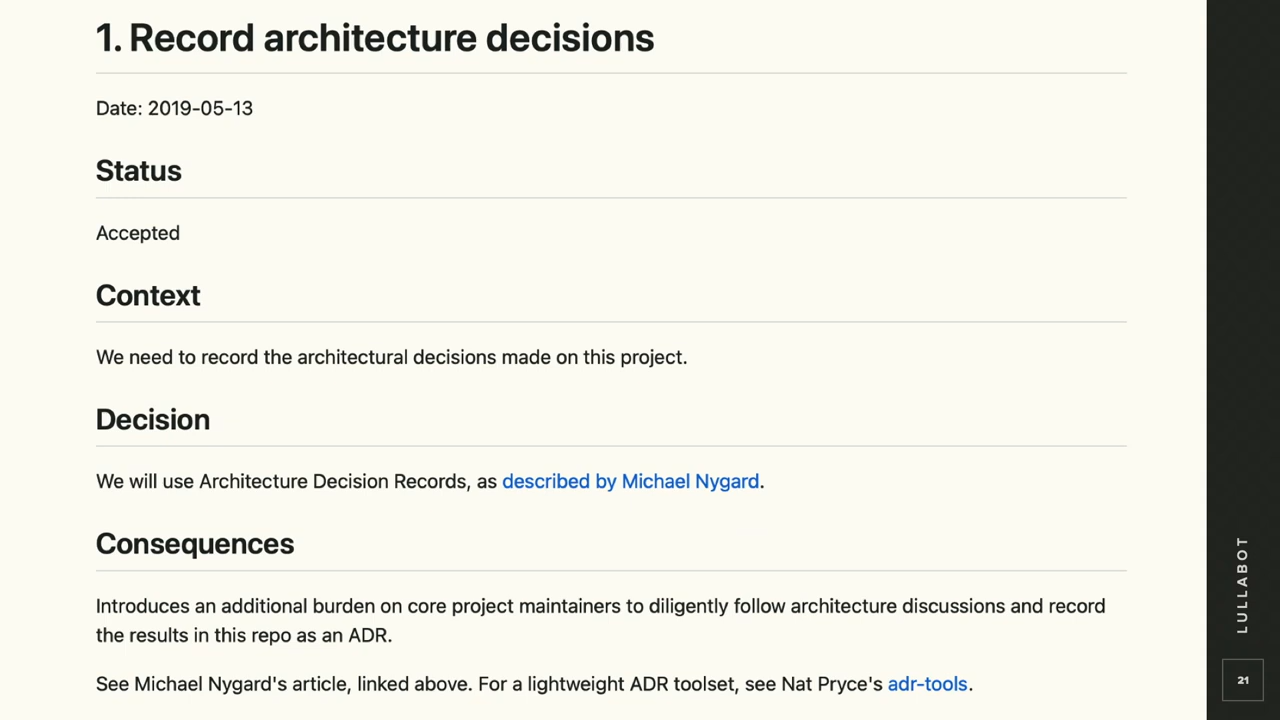 1. Record architecture decisions
Date: 2019-05-13
Status
Accepted
Context
We need to record the architectural decisions made on this project.
Decision
We will use Architecture Decision Records, as described by Michael Nygard.
Consequences
Introduces an additional burden on core project maintainers to diligently follow architecture discussions and record
the results in this repo as an ADR.
See Michael Nygard's article, linked above. For a lightweight ADR toolset, see Nat Pryce's adr-tools.
LULLABOT
21